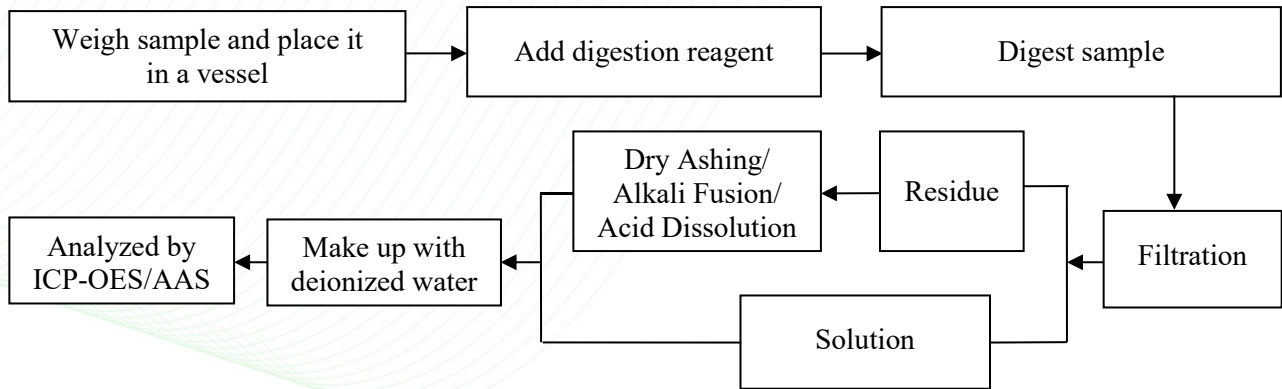 Weigh sample and place it
in a vessel
Add digestion reagent
Digest sample
Filtration
Residue
Dry Ashing/
Alkali Fusion/
Acid Dissolution
Solution
Make up with
deionized water
Analyzed by
ICP-OES/AAS